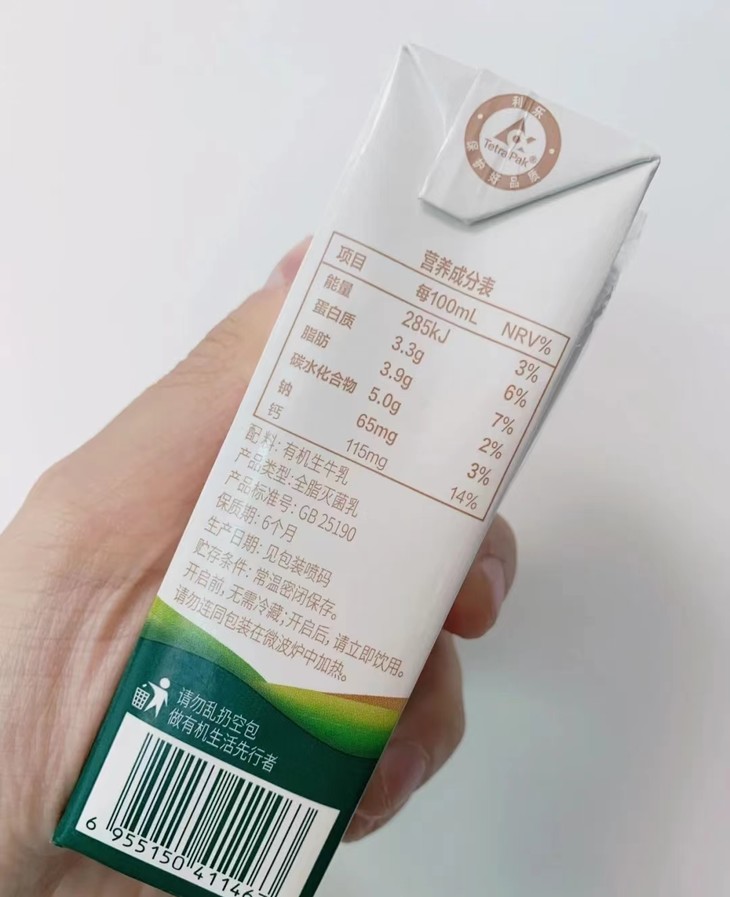 利乐
Tetra Pak®
保护好品质
营养成分表
项目 每100mL NRV%
能量 285kJ 3%
蛋白质 3.3g 6%
脂肪 3.9g 7%
碳水化合物 5.0g 2%
钠 65mg 3%
钙 115mg 14%
配料:有机生牛乳
产品类型:全脂灭菌乳
产品标准号:GB 25190
保质期:6个月
生产日期:见包装喷码
贮存条件:常温密闭保存。
开启前,无需冷藏;开启后,请立即饮用。
请勿连同包装在微波炉中加热。
请勿乱扔空包
做有机生活先行者
6 955150 41146